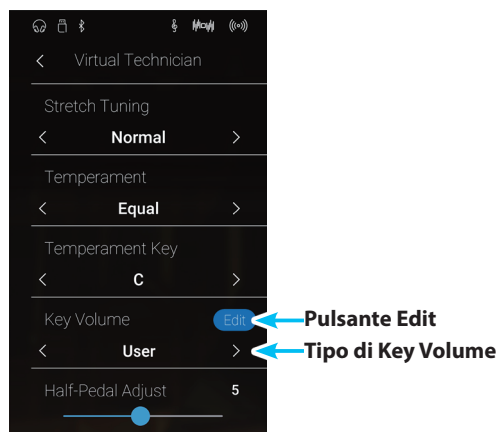 Virtual Technician
Stretch Tuning
Normal
Temperament
Equal
Temperament Key
C
Key Volume Edit Pulsante Edit
User Tipo di Key Volume
Half-Pedal Adjust 5